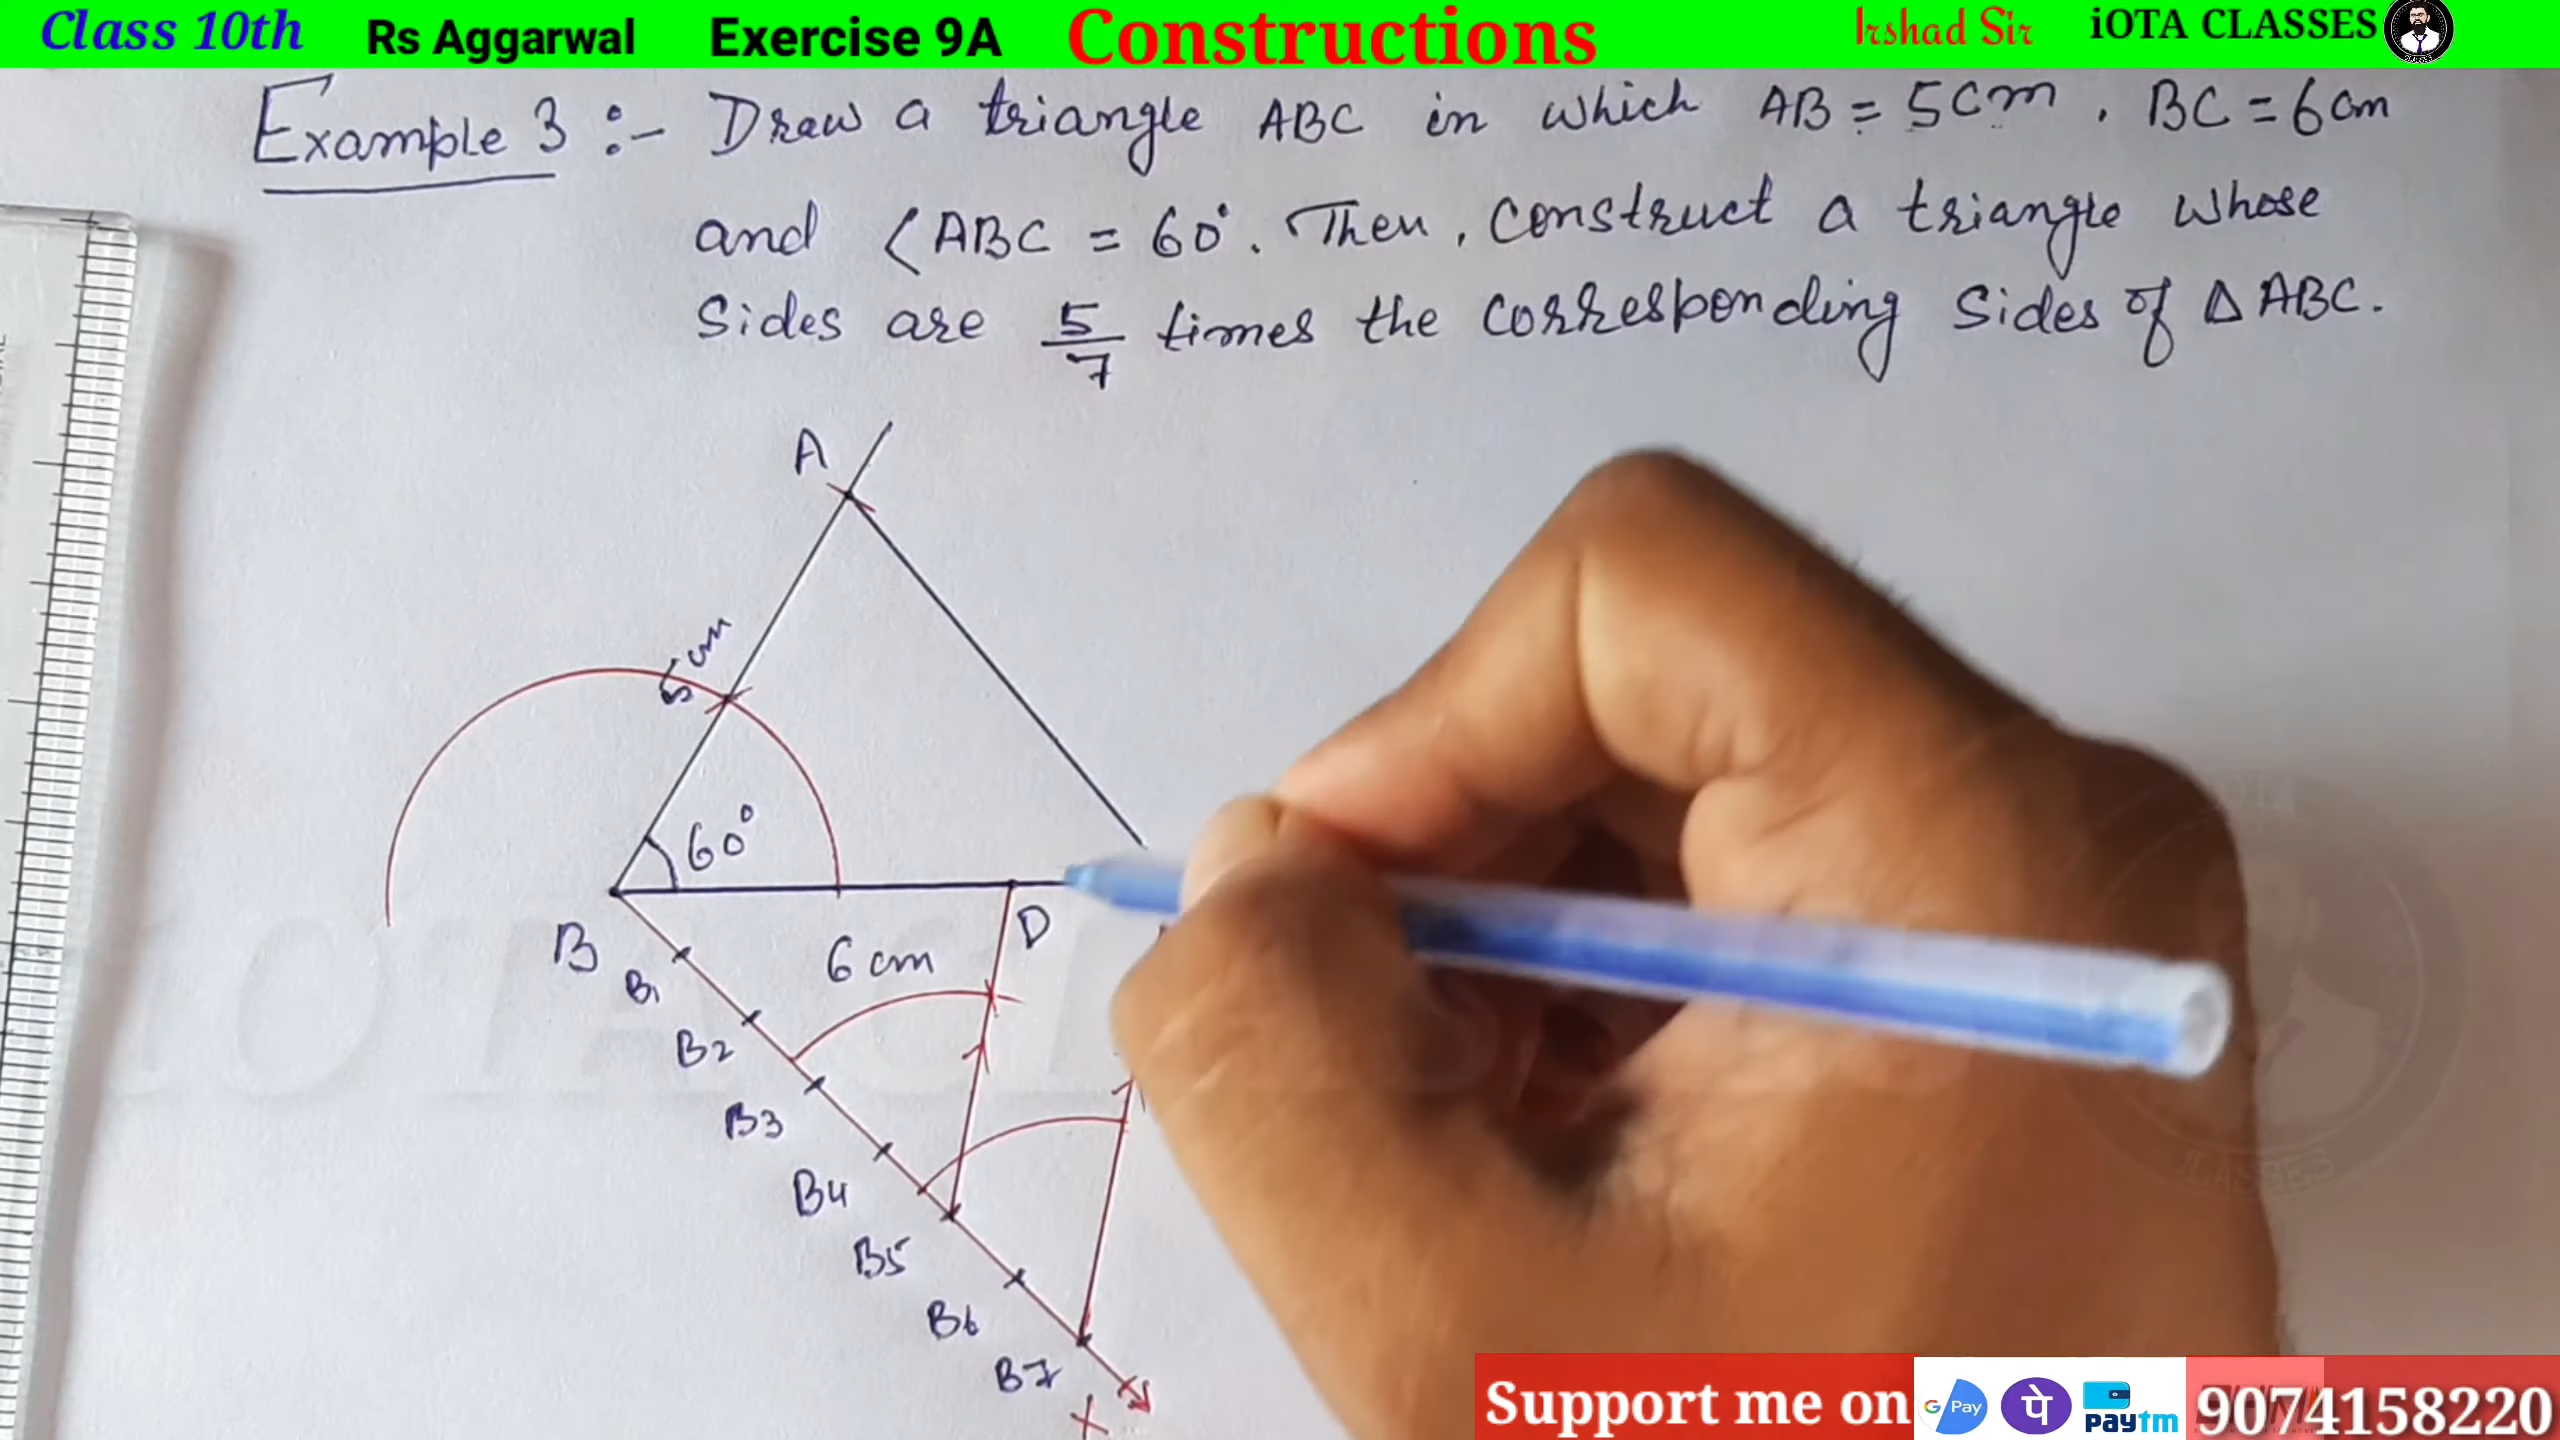 Class 10th Rs Aggarwal Exercise 9A Constructions Irshad Sir iOTA CLASSES
Example 3 :- Draw a triangle ABC in which AB = 5cm , BC = 6cm
and ∠ABC = 60°. Then, construct a triangle whose
sides are 5/7 times the corresponding sides of Δ ABC.
A
5 cm
60°
B
D
6 cm
B1
B2
B3
B4
B5
B6
B7
X
Support me on G Pay पे paytm 9074158220